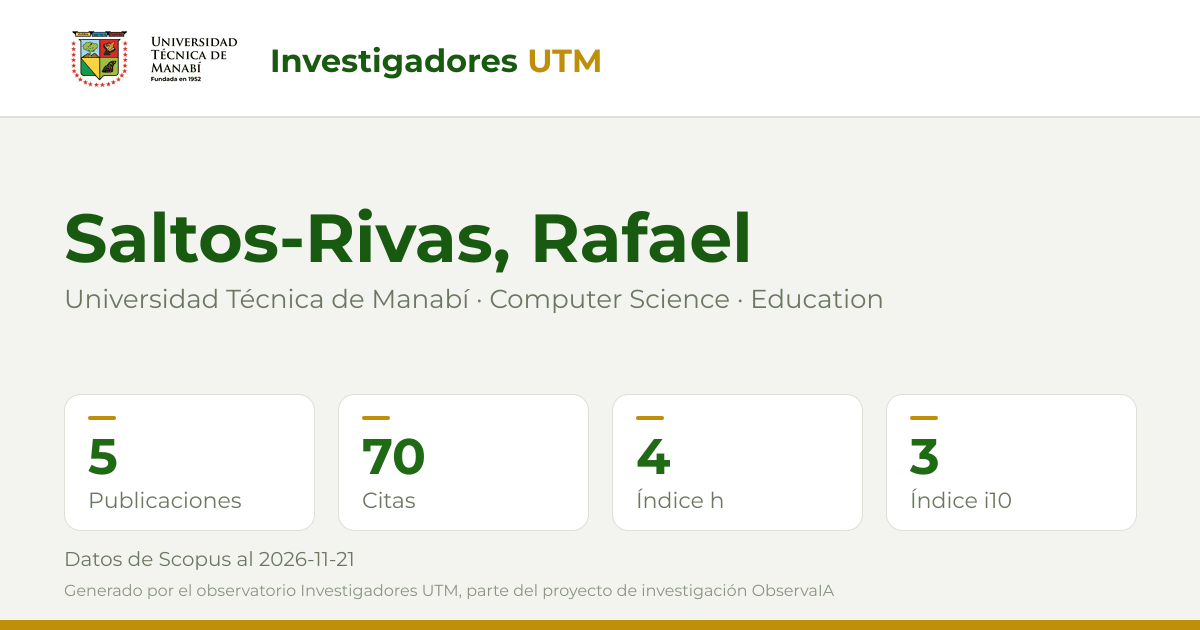 UNIVERSIDAD
TÉCNICA DE
MANABÍ
Fundada en 1952
Investigadores UTM
Saltos-Rivas, Rafael
Universidad Técnica de Manabí · Computer Science · Education
5
Publicaciones
70
Citas
4
Índice h
3
Índice i10
Datos de Scopus al 2026-11-21
Generado por el observatorio Investigadores UTM, parte del proyecto de investigación ObservaIA